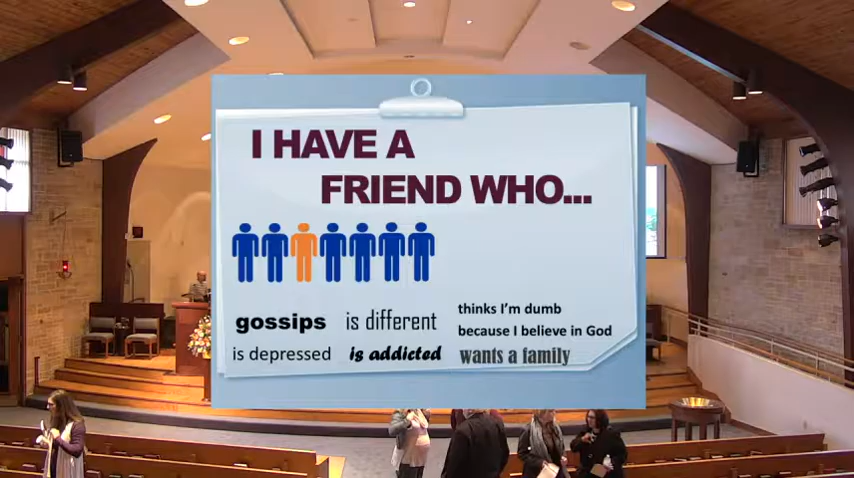 I HAVE A
FRIEND WHO...
gossips
is different
thinks I'm dumb
because I believe in God
is depressed
is addicted
wants a family